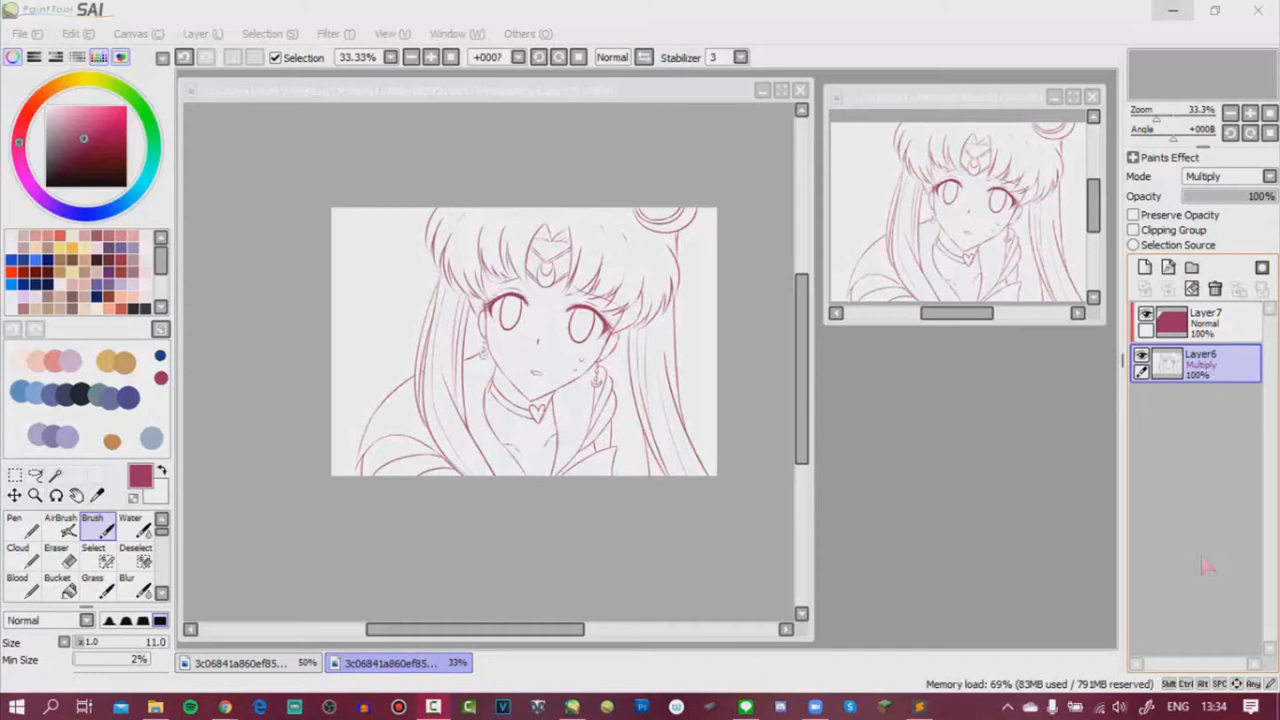 PaintTool SAI
File (F) Edit (E) Canvas (C) Layer (L) Selection (S) Filter (T) View (V) Window (W) Others (O)
Selection 33.33% +000? Normal Stabilizer 3
Zoom 33.3%
Angle +000B
Paints Effect
Mode Multiply
Opacity 100%
Preserve Opacity
Clipping Group
Selection Source
Layer7
Normal
100%
Layer6
Multiply
100%
Pen AirBrush Brush Water
Cloud Eraser Select Deselect
Blood Bucket Grass Blur
Normal
Size x 1.0 11.0
Min Size 2%
3c06841a860ef85... 50% 3c06841a860ef85... 33%
Memory load: 69% (83MB used / 791MB reserved) Shift Ctrl Alt SPC Any
ENG 13:34